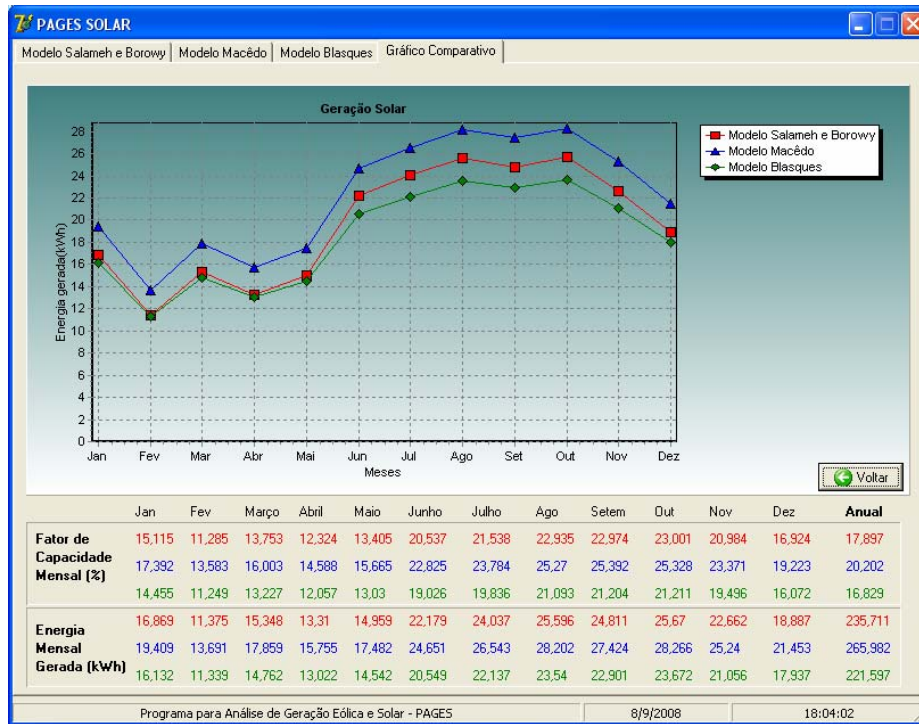 PAGES SOLAR
Modelo Salameh e Borowy Modelo Macêdo Modelo Blasques Gráfico Comparativo
Geração Solar
Modelo Salameh e Borowy
Modelo Macêdo
Modelo Blasques
Energia gerada(kWh)
28
26
24
22
20
18
16
14
12
10
8
6
4
2
0
Jan Fev Mar Abr Mai Jun Jul Ago Set Out Nov Dez
Meses
Voltar
Jan Fev Março Abril Maio Junho Julho Ago Setem Out Nov Dez Anual
Fator de
Capacidade
Mensal (%)
15,115 11,285 13,753 12,324 13,405 20,537 21,538 22,935 22,974 23,001 20,984 16,924 17,897
17,392 13,583 16,003 14,588 15,665 22,825 23,784 25,27 25,392 25,328 23,371 19,223 20,202
14,455 11,249 13,227 12,057 13,03 19,026 19,836 21,093 21,204 21,211 19,496 16,072 16,829
Energia
Mensal
Gerada (kWh)
16,869 11,375 15,348 13,31 14,959 22,179 24,037 25,596 24,811 25,67 22,662 18,887 235,711
19,409 13,691 17,859 15,755 17,482 24,651 26,543 28,202 27,424 28,266 25,24 21,453 265,982
16,132 11,339 14,762 13,022 14,542 20,549 22,137 23,54 22,901 23,672 21,056 17,937 221,597
Programa para Análise de Geração Eólica e Solar - PAGES 8/9/2008 18:04:02